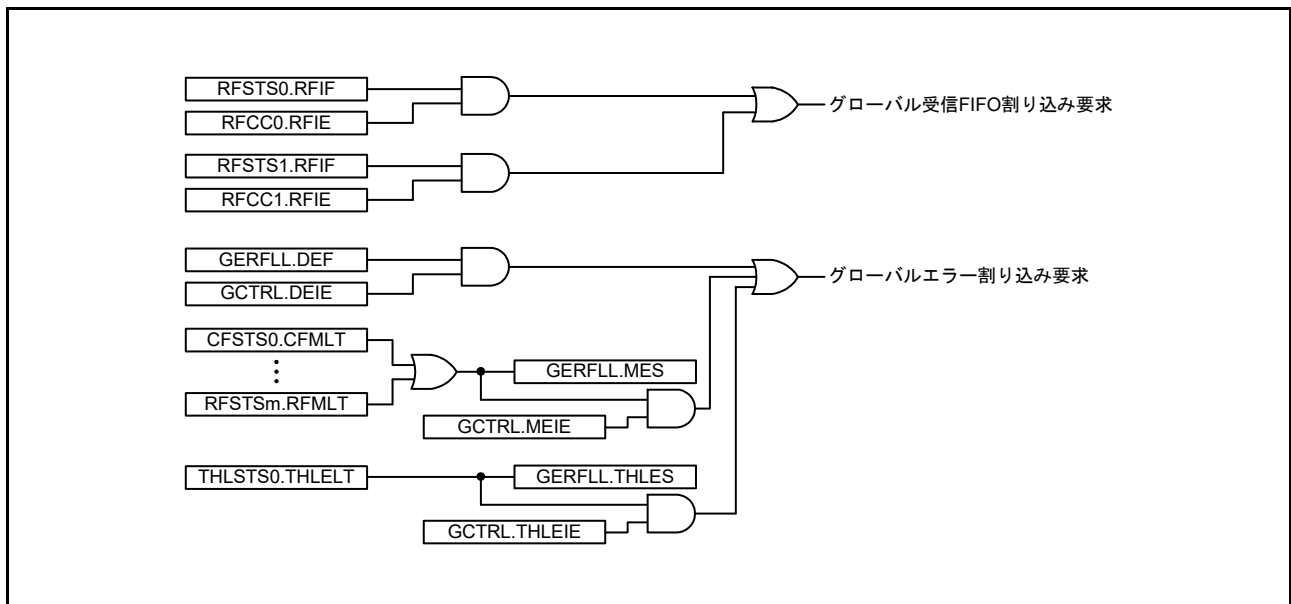 RFSTS0.RFIF
RFCC0.RFIE
グローバル受信FIFO割り込み要求
RFSTS1.RFIF
RFCC1.RFIE
GERFLL.DEF
GCTRL.DEIE
グローバルエラー割り込み要求
CFSTS0.CFMLT
RFSTSm.RFMLT
GERFLL.MES
GCTRL.MEIE
THLSTS0.THLELT
GERFLL.THLES
GCTRL.THLEIE